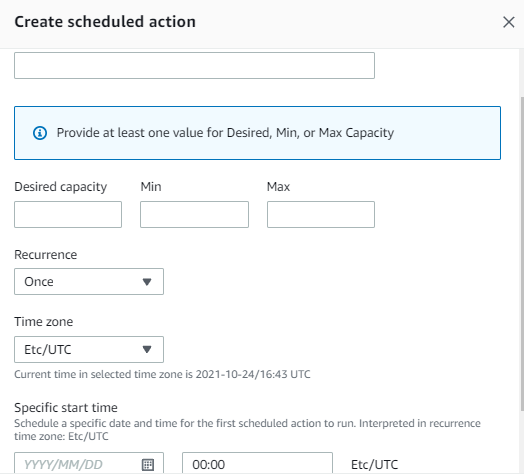 Create scheduled action
Provide at least one value for Desired, Min, or Max Capacity
Desired capacity Min Max
Recurrence
Once
Time zone
Etc/UTC
Current time in selected time zone is 2021-10-24/16:43 UTC
Specific start time
Schedule a specific date and time for the first scheduled action to run. Interpreted in recurrence
time zone: Etc/UTC
YYYY/MM/DD 00:00 Etc/UTC